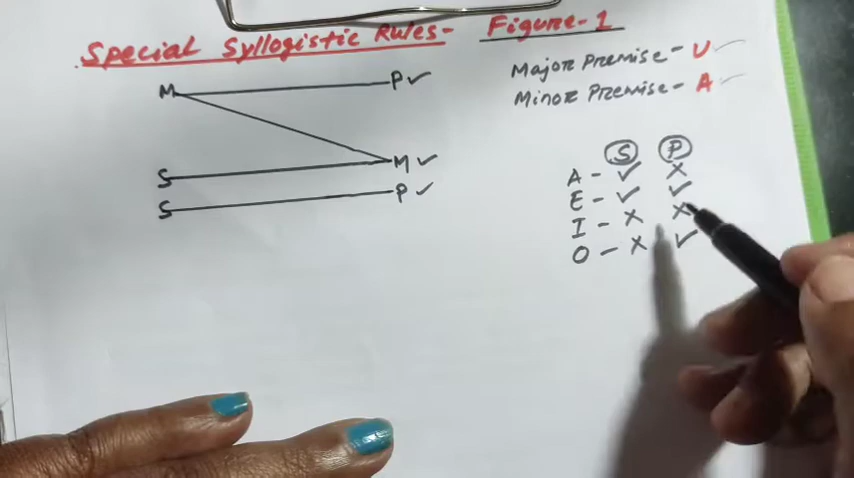 Special Syllogistic Rules- Figure-1
M P ✓
S M ✓
S P ✓
Major Premise- U ✓
Minor Premise- A ✓
S P
A - ✓ ×
E - ✓ ✓
I - × ×
O - × ✓